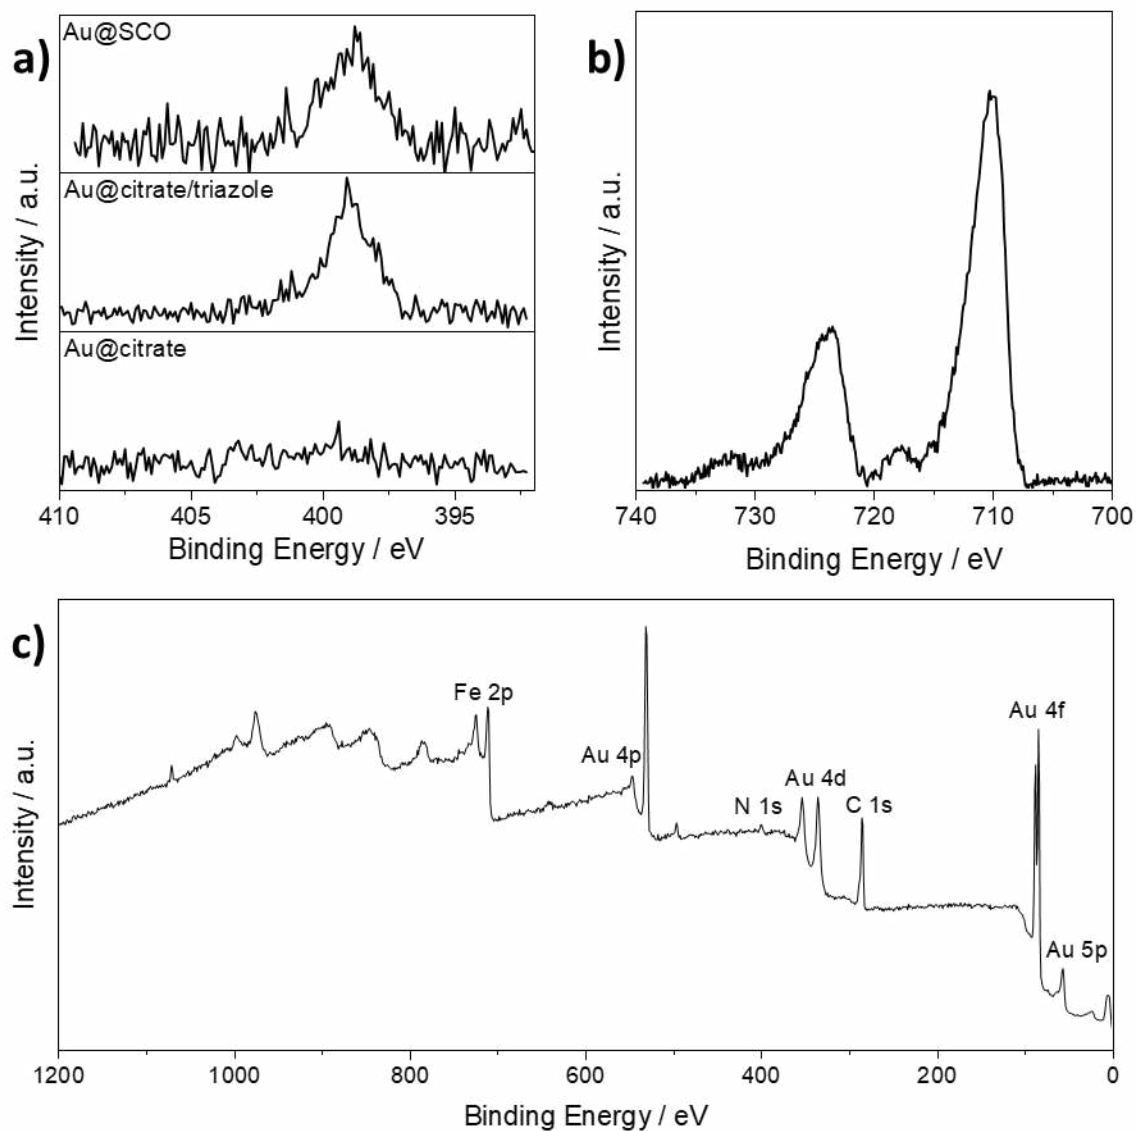 a)
Au@SCO
Au@citrate/triazole
Au@citrate
Intensity / a.u.
410 405 400 395
Binding Energy / eV
b)
Intensity / a.u.
740 730 720 710 700
Binding Energy / eV
c)
Fe 2p
Au 4p
N 1s
Au 4d
C 1s
Au 4f
Au 5p
Intensity / a.u.
1200 1000 800 600 400 200 0
Binding Energy / eV